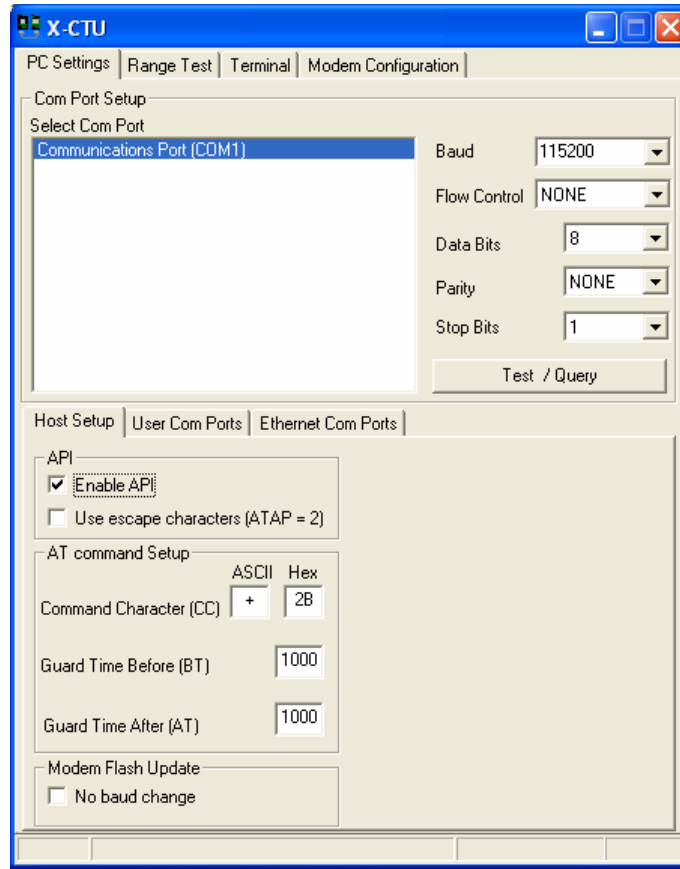 X-CTU
PC Settings Range Test Terminal Modem Configuration
Com Port Setup
Select Com Port
Communications Port (COM1)
Baud 115200
Flow Control NONE
Data Bits 8
Parity NONE
Stop Bits 1
Test / Query
Host Setup User Com Ports Ethernet Com Ports
API
Enable API
Use escape characters (ATAP = 2)
AT command Setup
ASCII Hex
Command Character (CC) + 2B
Guard Time Before (BT) 1000
Guard Time After (AT) 1000
Modem Flash Update
No baud change